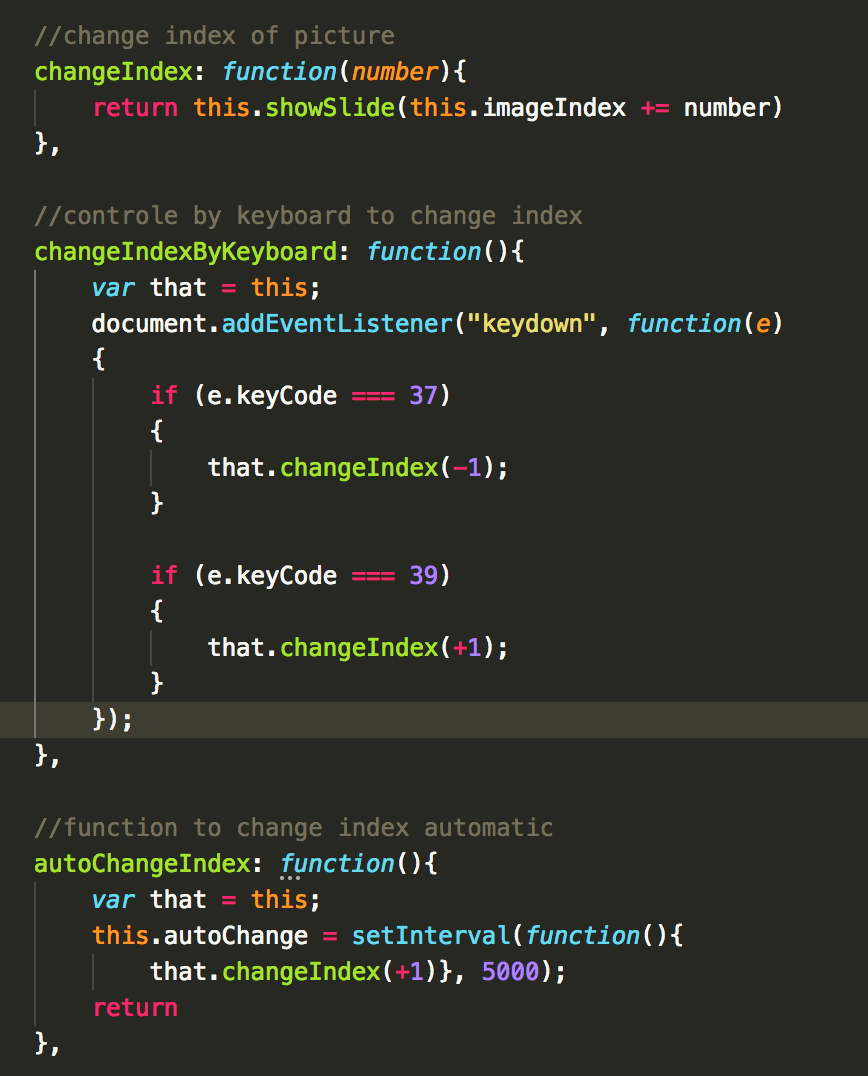 //change index of picture
changeIndex: function(number){
    return this.showSlide(this.imageIndex += number)
},

//controle by keyboard to change index
changeIndexByKeyboard: function(){
    var that = this;
    document.addEventListener("keydown", function(e)
    {
        if (e.keyCode === 37)
        {
            that.changeIndex(-1);
        }

        if (e.keyCode === 39)
        {
            that.changeIndex(+1);
        }
    });
},

//function to change index automatic
autoChangeIndex: function(){
    var that = this;
    this.autoChange = setInterval(function(){
        that.changeIndex(+1)}, 5000);
    return
},